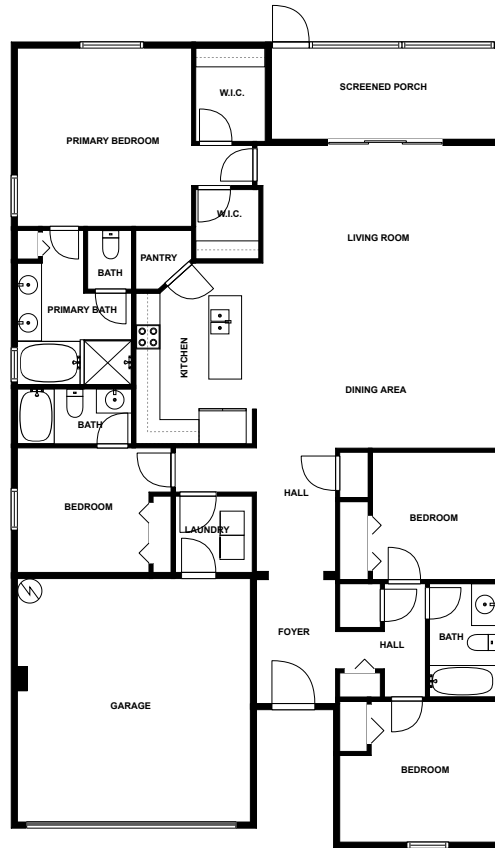 W.I.C.
SCREENED PORCH
PRIMARY BEDROOM
W.I.C.
LIVING ROOM
PANTRY
BATH
PRIMARY BATH
KITCHEN
DINING AREA
BATH
HALL
BEDROOM
BEDROOM
LAUNDRY
FOYER
BATH
HALL
GARAGE
BEDROOM